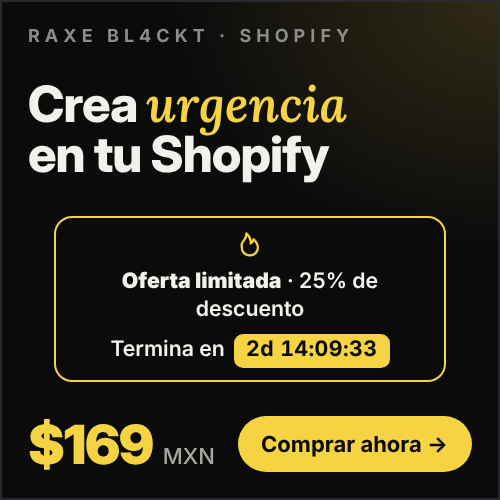 RAXE BL4CKT · SHOPIFY
Crea urgencia
en tu Shopify
Oferta limitada · 25% de
descuento
Termina en 2d 14:09:33
$169 MXN
Comprar ahora →